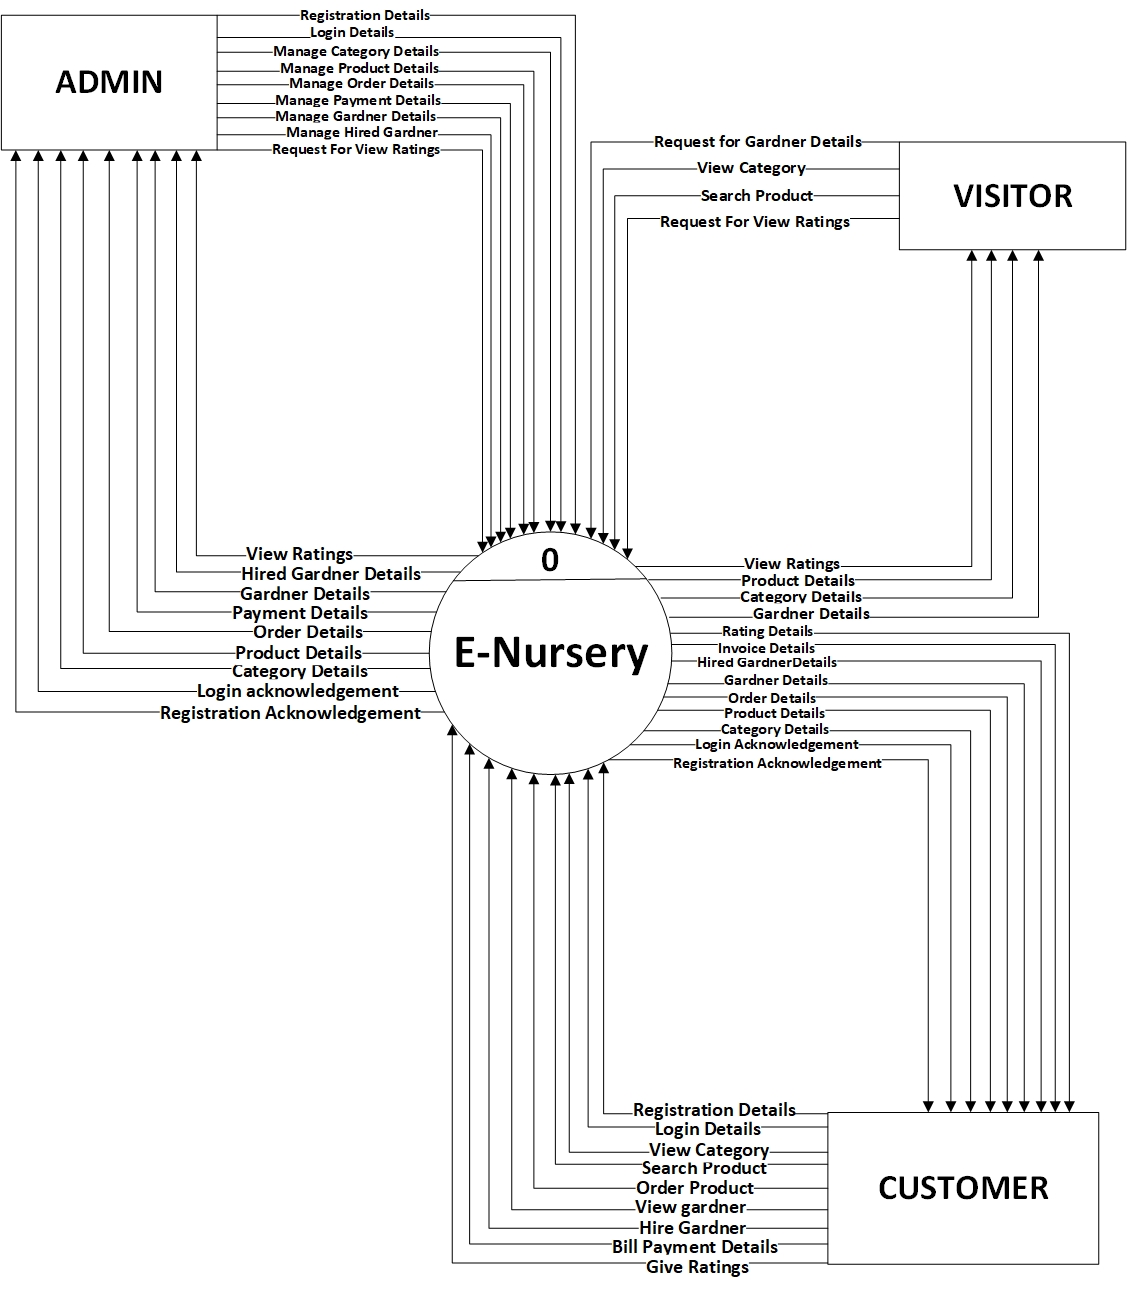 ADMIN
Registration Details
Login Details
Manage Category Details
Manage Product Details
Manage Order Details
Manage Payment Details
Manage Gardner Details
Manage Hired Gardner
Request For View Ratings
VISITOR
Request for Gardner Details
View Category
Search Product
Request For View Ratings
0
E-Nursery
View Ratings
Hired Gardner Details
Gardner Details
Payment Details
Order Details
Product Details
Category Details
Login acknowledgement
Registration Acknowledgement
View Ratings
Product Details
Category Details
Gardner Details
Rating Details
Invoice Details
Hired GardnerDetails
Gardner Details
Order Details
Product Details
Category Details
Login Acknowledgement
Registration Acknowledgement
Registration Details
Login Details
View Category
Search Product
Order Product
View gardner
Hire Gardner
Bill Payment Details
Give Ratings
CUSTOMER